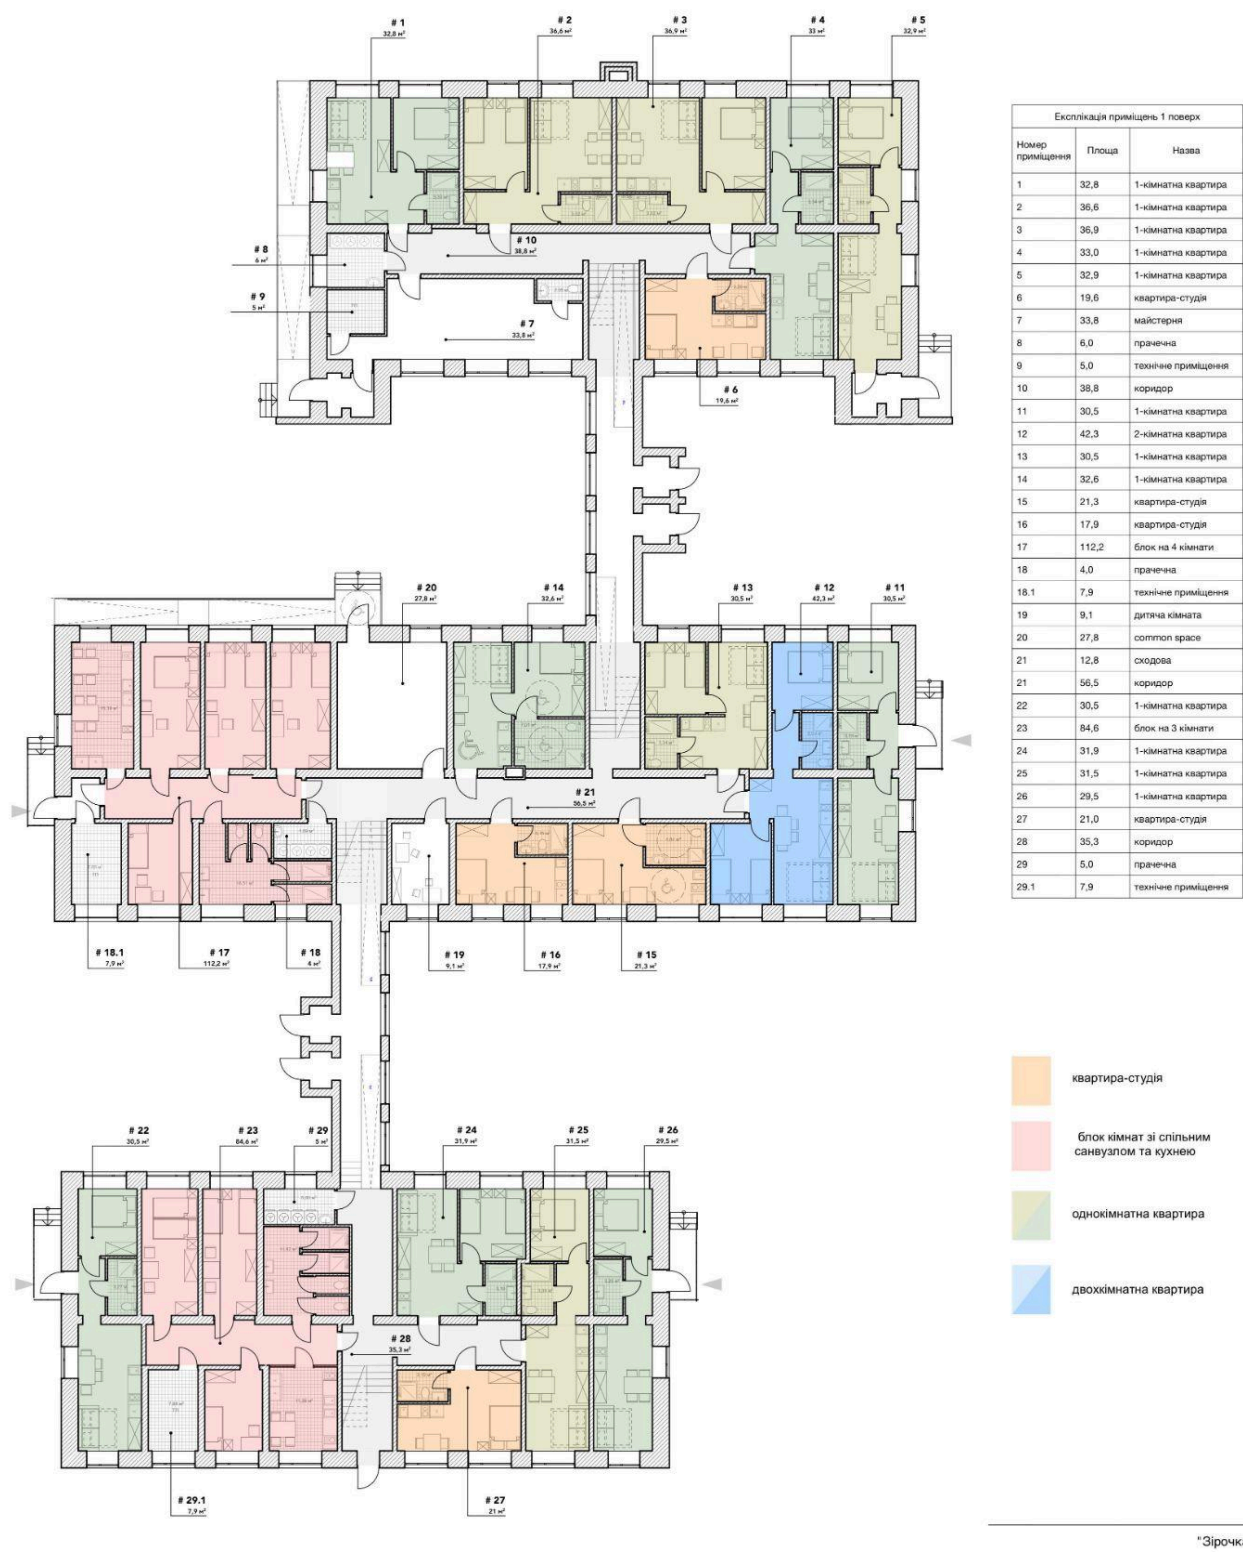 # 1
32,8 м²
# 2
36,6 м²
# 3
36,9 м²
# 4
33 м²
# 5
32,9 м²
# 8
6 м²
# 10
38,8 м²
# 9
5 м²
# 7
33,8 м²
# 6
19,6 м²
# 20
27,8 м²
# 14
32,6 м²
# 13
30,5 м²
# 12
42,3 м²
# 11
30,5 м²
# 21
56,5 м²
# 18.1
7,9 м²
# 17
112,2 м²
# 18
4 м²
# 19
9,1 м²
# 16
17,9 м²
# 15
21,3 м²
# 22
30,5 м²
# 23
84,6 м²
# 29
5 м²
# 24
31,9 м²
# 25
31,5 м²
# 26
29,5 м²
# 28
35,3 м²
# 29.1
7,9 м²
# 27
21 м²
Експлікація приміщень 1 поверх
Номер приміщення Площа Назва
1 32,8 1-кімнатна квартира
2 36,6 1-кімнатна квартира
3 36,9 1-кімнатна квартира
4 33,0 1-кімнатна квартира
5 32,9 1-кімнатна квартира
6 19,6 квартира-студія
7 33,8 майстерня
8 6,0 прачечна
9 5,0 технічне приміщення
10 38,8 коридор
11 30,5 1-кімнатна квартира
12 42,3 2-кімнатна квартира
13 30,5 1-кімнатна квартира
14 32,6 1-кімнатна квартира
15 21,3 квартира-студія
16 17,9 квартира-студія
17 112,2 блок на 4 кімнати
18 4,0 прачечна
18.1 7,9 технічне приміщення
19 9,1 дитяча кімната
20 27,8 common space
21 12,8 сходова
21 56,5 коридор
22 30,5 1-кімнатна квартира
23 84,6 блок на 3 кімнати
24 31,9 1-кімнатна квартира
25 31,5 1-кімнатна квартира
26 29,5 1-кімнатна квартира
27 21,0 квартира-студія
28 35,3 коридор
29 5,0 прачечна
29.1 7,9 технічне приміщення
квартира-студія
блок кімнат зі спільним
санвузлом та кухнею
однокімнатна квартира
двохкімнатна квартира
"Зірочка